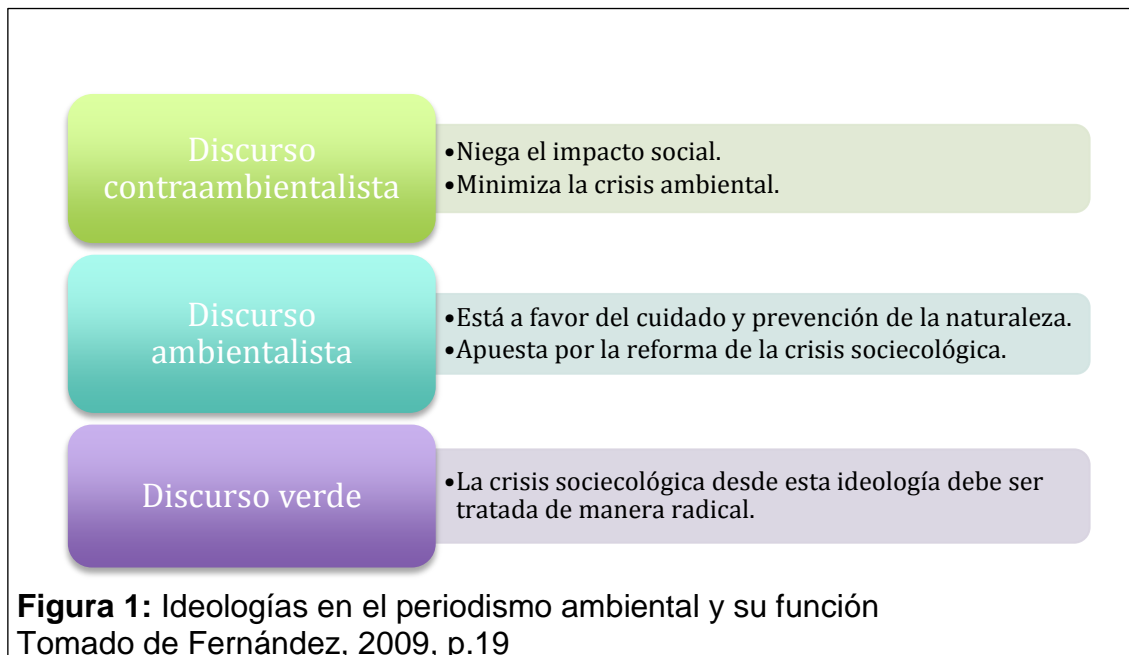 Discurso
contraambientalista
•Niega el impacto social.
•Minimiza la crisis ambiental.
Discurso
ambientalista
•Está a favor del cuidado y prevención de la naturaleza.
•Apuesta por la reforma de la crisis sociecológica.
Discurso verde
•La crisis sociecológica desde esta ideología debe ser
tratada de manera radical.
Figura 1: Ideologías en el periodismo ambiental y su función
Tomado de Fernández, 2009, p.19